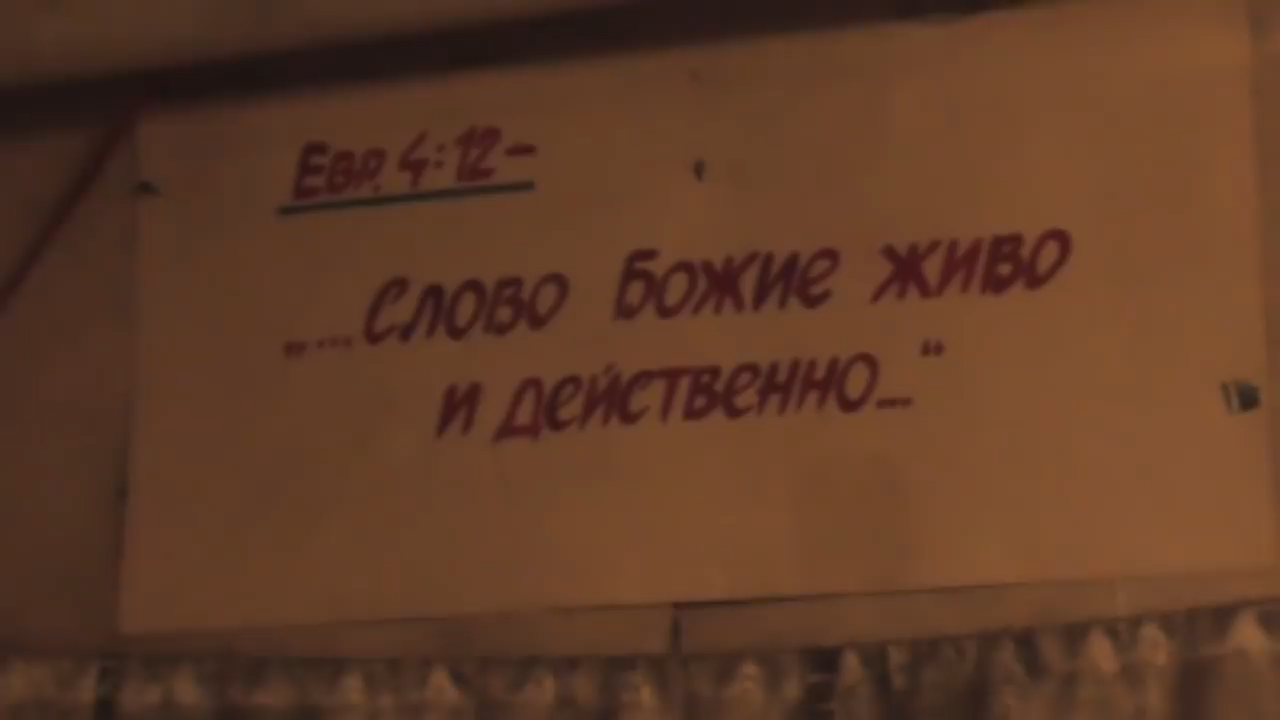 Евр. 4:12-
„...Слово Божие живо
и действенно..."